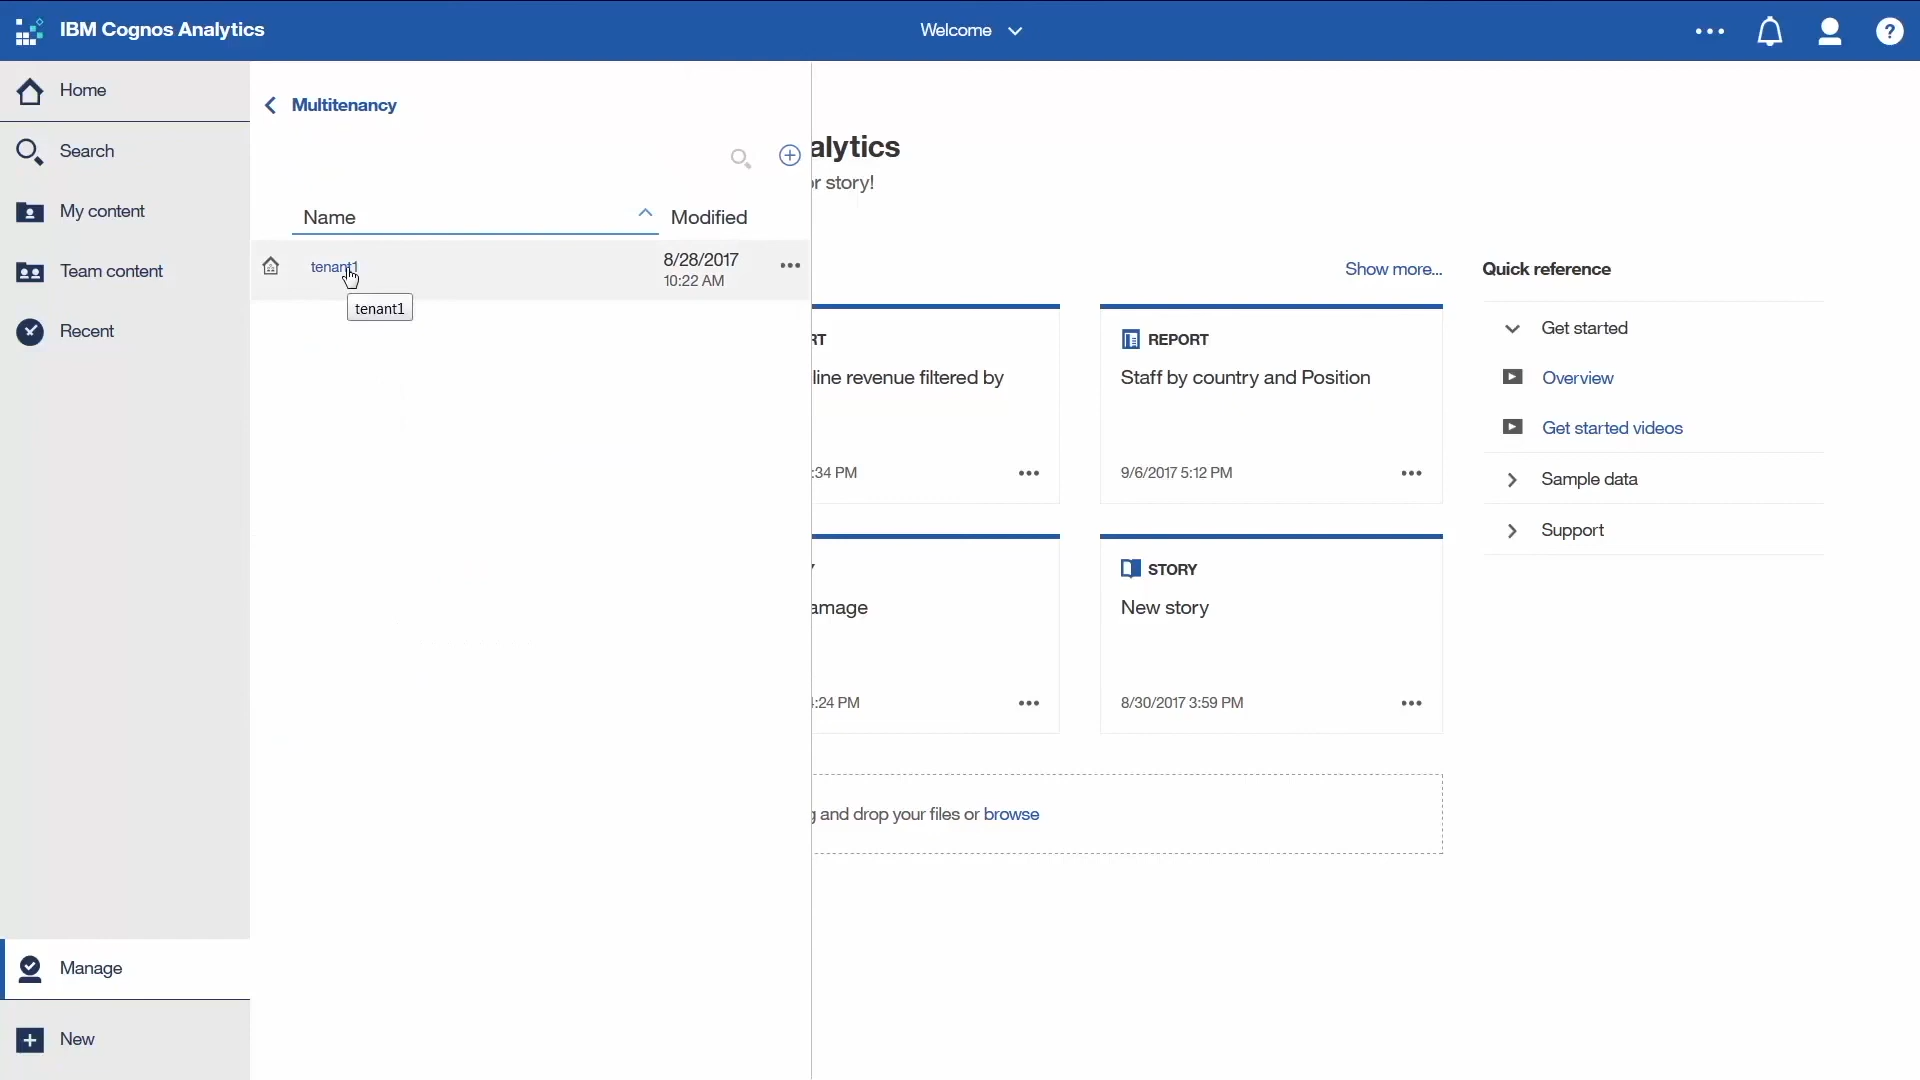 IBM Cognos Analytics
Welcome
?
Home
Search
My content
Team content
Recent
Manage
New
Multitenancy
Name
Modified
tenant1
8/28/2017
10:22 AM
tenant1
alytics
or story!
Show more...
RT
line revenue filtered by
:34 PM
REPORT
Staff by country and Position
9/6/2017 5:12 PM
amage
:24 PM
STORY
New story
8/30/2017 3:59 PM
g and drop your files or browse
Quick reference
Get started
Overview
Get started videos
Sample data
Support